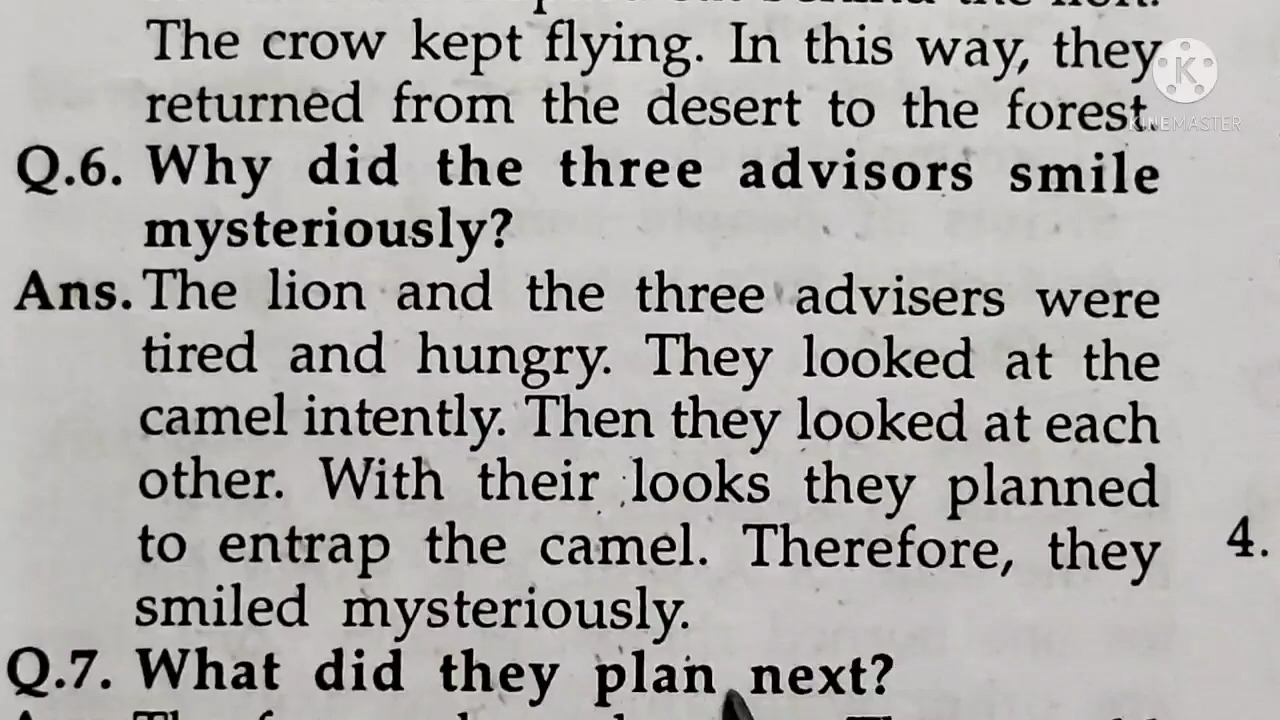 The crow kept flying. In this way, they
returned from the desert to the forest.
K
KINEMASTER
Q.6. Why did the three advisors smile
mysteriously?
Ans. The lion and the three advisers were
tired and hungry. They looked at the
camel intently. Then they looked at each
other. With their looks they planned
to entrap the camel. Therefore, they
4.
smiled mysteriously.
Q.7. What did they plan next?